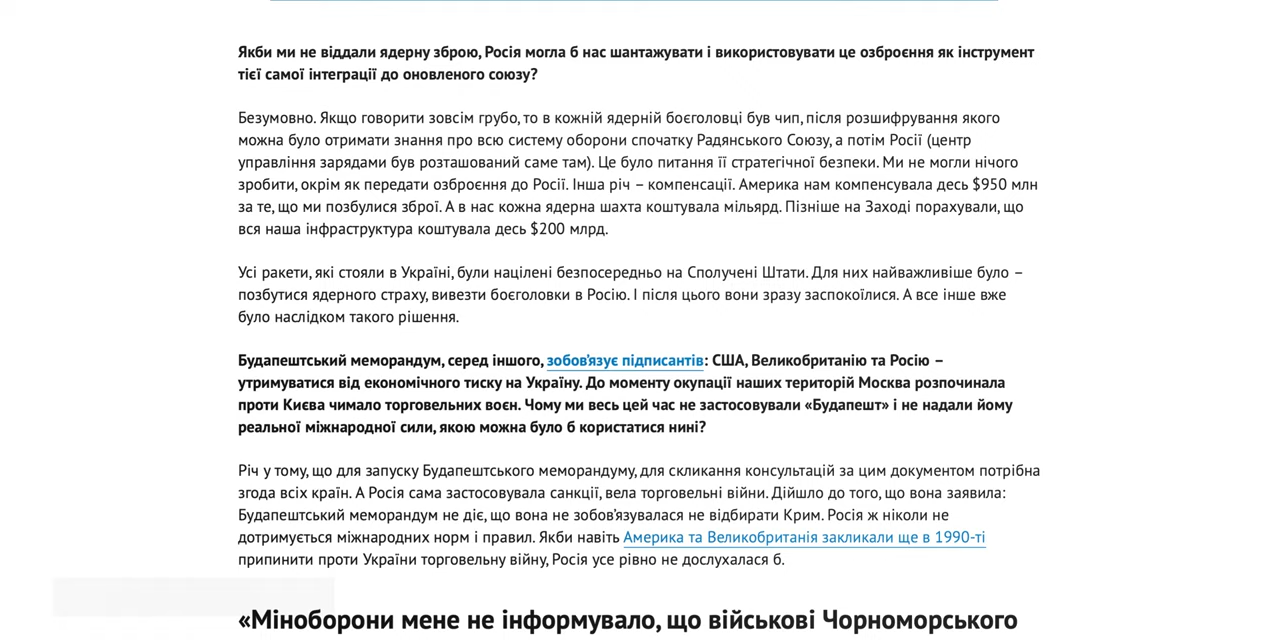 Якби ми не віддали ядерну зброю, Росія могла б нас шантажувати і використовувати це озброєння як інструмент
тієї самої інтеграції до оновленого союзу?
Безумовно. Якщо говорити зовсім грубо, то в кожній ядерній боєголовці був чип, після розшифрування якого
можна було отримати знання про всю систему оборони спочатку Радянського Союзу, а потім Росії (центр
управління зарядами був розташований саме там). Це було питання її стратегічної безпеки. Ми не могли нічого
зробити, окрім як передати озброєння до Росії. Інша річ – компенсації. Америка нам компенсувала десь $950 млн
за те, що ми позбулися зброї. А в нас кожна ядерна шахта коштувала мільярд. Пізніше на Заході порахували, що
вся наша інфраструктура коштувала десь $200 млрд.
Усі ракети, які стояли в Україні, були націлені безпосередньо на Сполучені Штати. Для них найважливіше було –
позбутися ядерного страху, вивезти боєголовки в Росію. І після цього вони зразу заспокоїлися. А все інше вже
було наслідком такого рішення.
Будапештський меморандум, серед іншого, зобов'язує підписантів: США, Великобританію та Росію –
утримуватися від економічного тиску на Україну. До моменту окупації наших територій Москва розпочинала
проти Києва чимало торговельних воєн. Чому ми весь цей час не застосовували «Будапешт» і не надали йому
реальної міжнародної сили, якою можна було б користатися нині?
Річ у тому, що для запуску Будапештського меморандуму, для скликання консультацій за цим документом потрібна
згода всіх країн. А Росія сама застосовувала санкції, вела торговельні війни. Дійшло до того, що вона заявила:
Будапештський меморандум не діє, що вона не зобов'язувалася не відбирати Крим. Росія ж ніколи не
дотримується міжнародних норм і правил. Якби навіть Америка та Великобританія закликали ще в 1990-ті
припинити проти України торговельну війну, Росія усе рівно не дослухалася б.
«Міноборони мене не інформувало, що військові Чорноморського